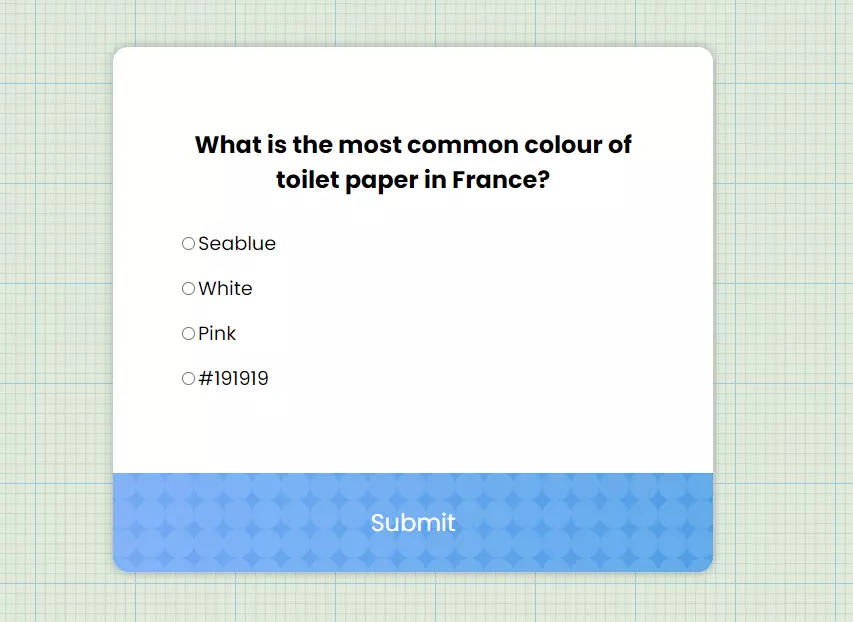 What is the most common colour of
toilet paper in France?
Seablue
White
Pink
#191919
Submit